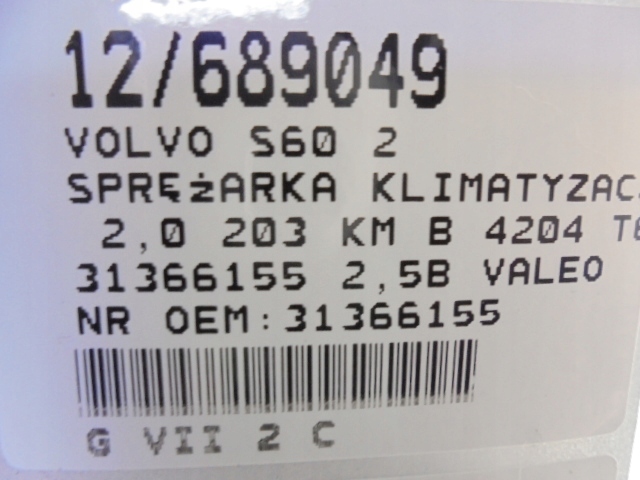 12/689049
VOLVO S60 2
SPRĘżARKA KLIMATYZAC
2,0 203 KM B 4204 T6
31366155 2,5B VALEO
NR OEM:31366155
G VII 2 C